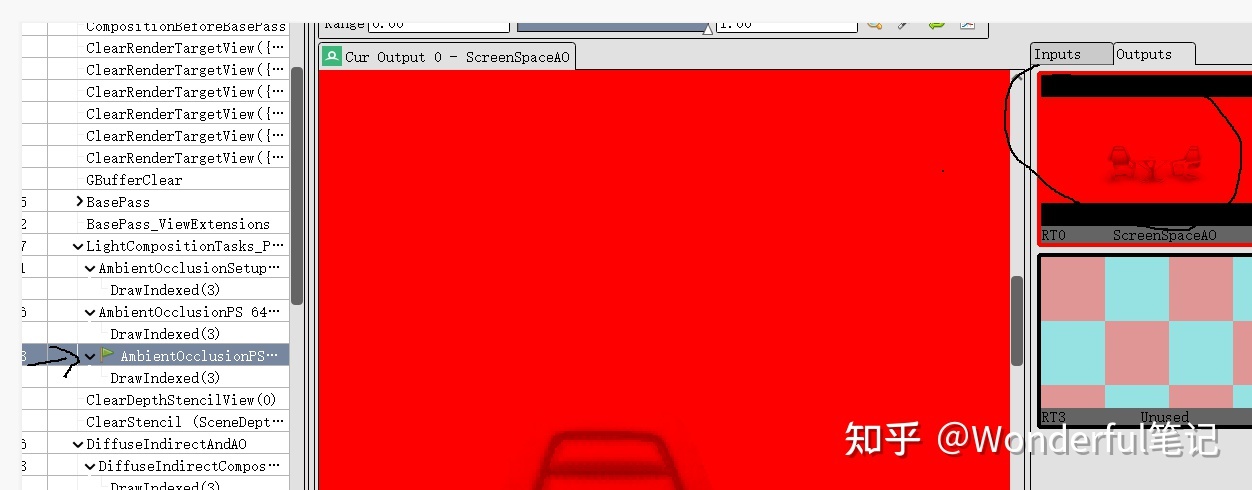 CompositionBeforeBasePass
ClearRenderTargetView({…
ClearRenderTargetView({…
ClearRenderTargetView({…
ClearRenderTargetView({…
ClearRenderTargetView({…
ClearRenderTargetView({…
GBufferClear
5 BasePass
2 BasePass_ViewExtensions
7 LightCompositionTasks_P…
1 AmbientOcclusionSetup…
DrawIndexed(3)
6 AmbientOcclusionPS 64…
DrawIndexed(3)
3 AmbientOcclusionPS…
DrawIndexed(3)
ClearDepthStencilView(0)
ClearStencil (SceneDept…
6 DiffuseIndirectAndAO
3 DiffuseIndirectCompos…
DrawIndexed(3)
Range 0.00 1.00
Cur Output 0 - ScreenSpaceAO
Inputs Outputs
RT0 ScreenSpaceAO
RT3 Unused
知乎 @Wonderful笔记